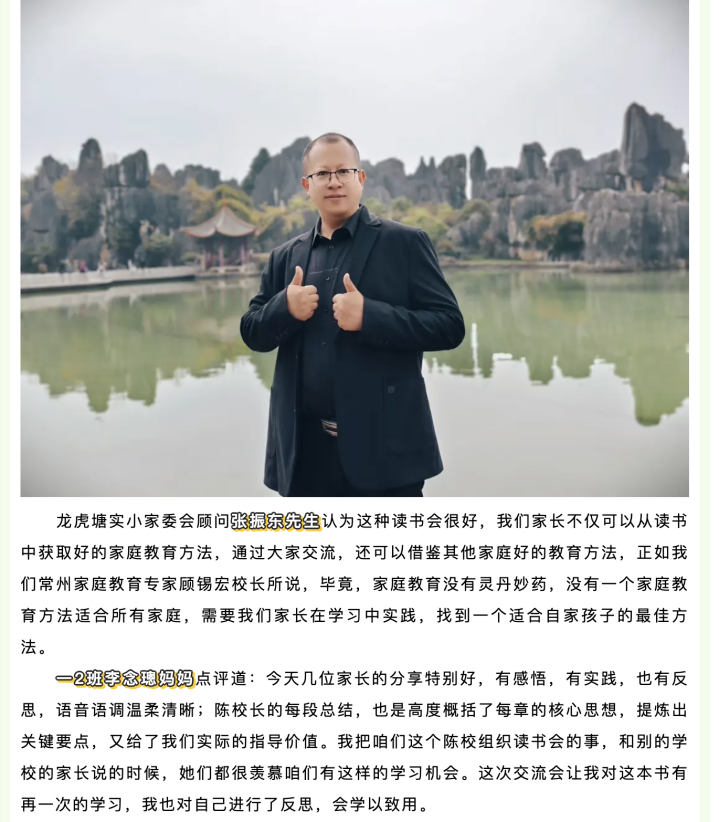 龙虎塘实小家委会顾问张振东先生认为这种读书会很好，我们家长不仅可以从读书
中获取好的家庭教育方法，通过大家交流，还可以借鉴其他家庭好的教育方法，正如我
们常州家庭教育专家顾锡宏校长所说，毕竟，家庭教育没有灵丹妙药，没有一个家庭教
育方法适合所有家庭，需要我们家长在学习中实践，找到一个适合自家孩子的最佳方
法。
一2班李念璁妈妈点评道：今天几位家长的分享特别好，有感悟，有实践，也有反
思，语音语调温柔清晰；陈校长的每段总结，也是高度概括了每章的核心思想，提炼出
关键要点，又给了我们实际的指导价值。我把咱们这个陈校组织读书会的事，和别的学
校的家长说的时候，她们都很羡慕咱们有这样的学习机会。这次交流会让我对这本书有
再一次的学习，我也对自己进行了反思，会学以致用。